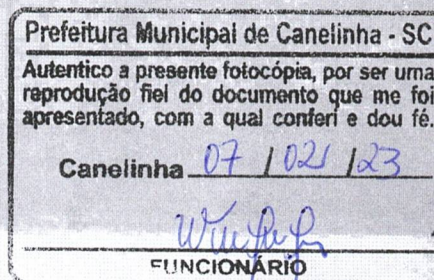 Prefeitura Municipal de Canelinha - SC
Autentico a presente fotocópia, por ser uma
reprodução fiel do documento que me foi
apresentado, com a qual conferi e dou fé.
Canelinha 07 / 02 / 23
FUNCIONÁRIO